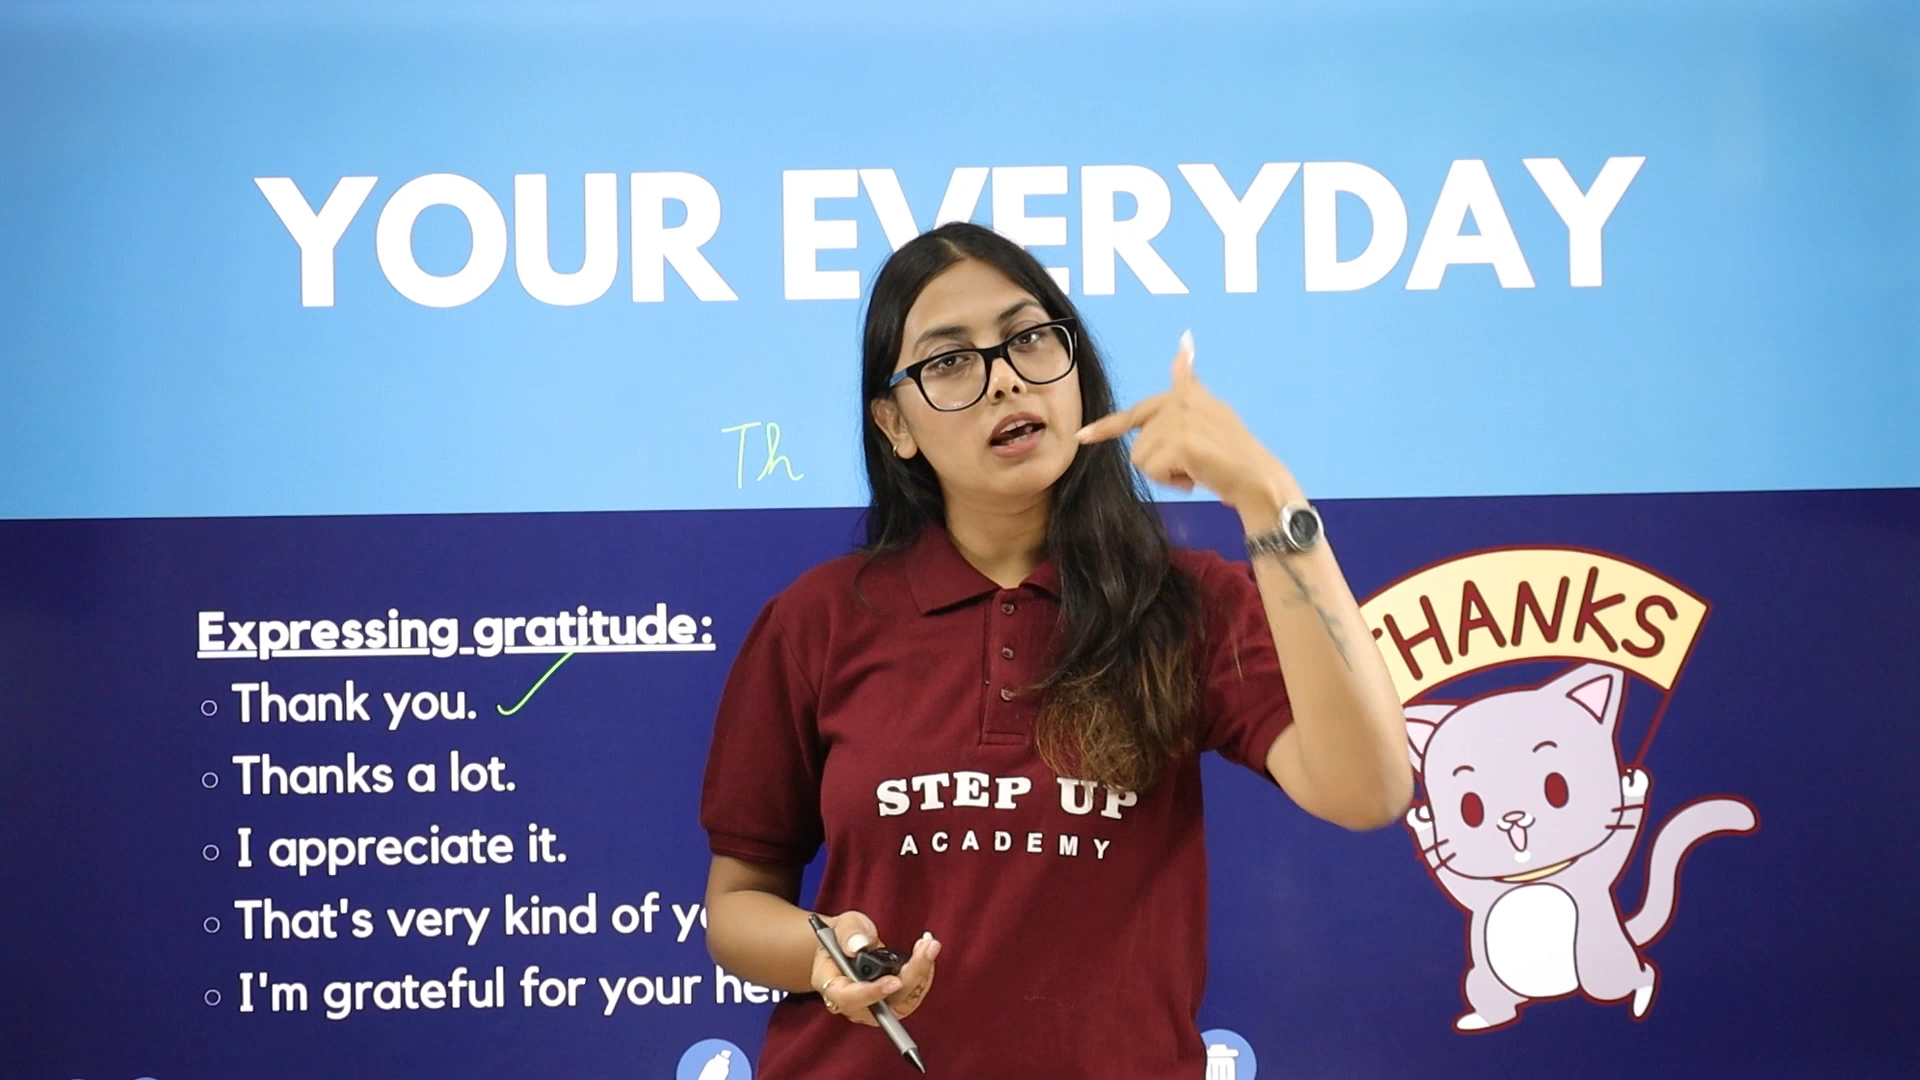 YOUR EVERYDAY
Th
Expressing gratitude:
Thank you.
Thanks a lot.
I appreciate it.
That's very kind of
I'm grateful for your
THANKS
STEP UP
ACADEMY